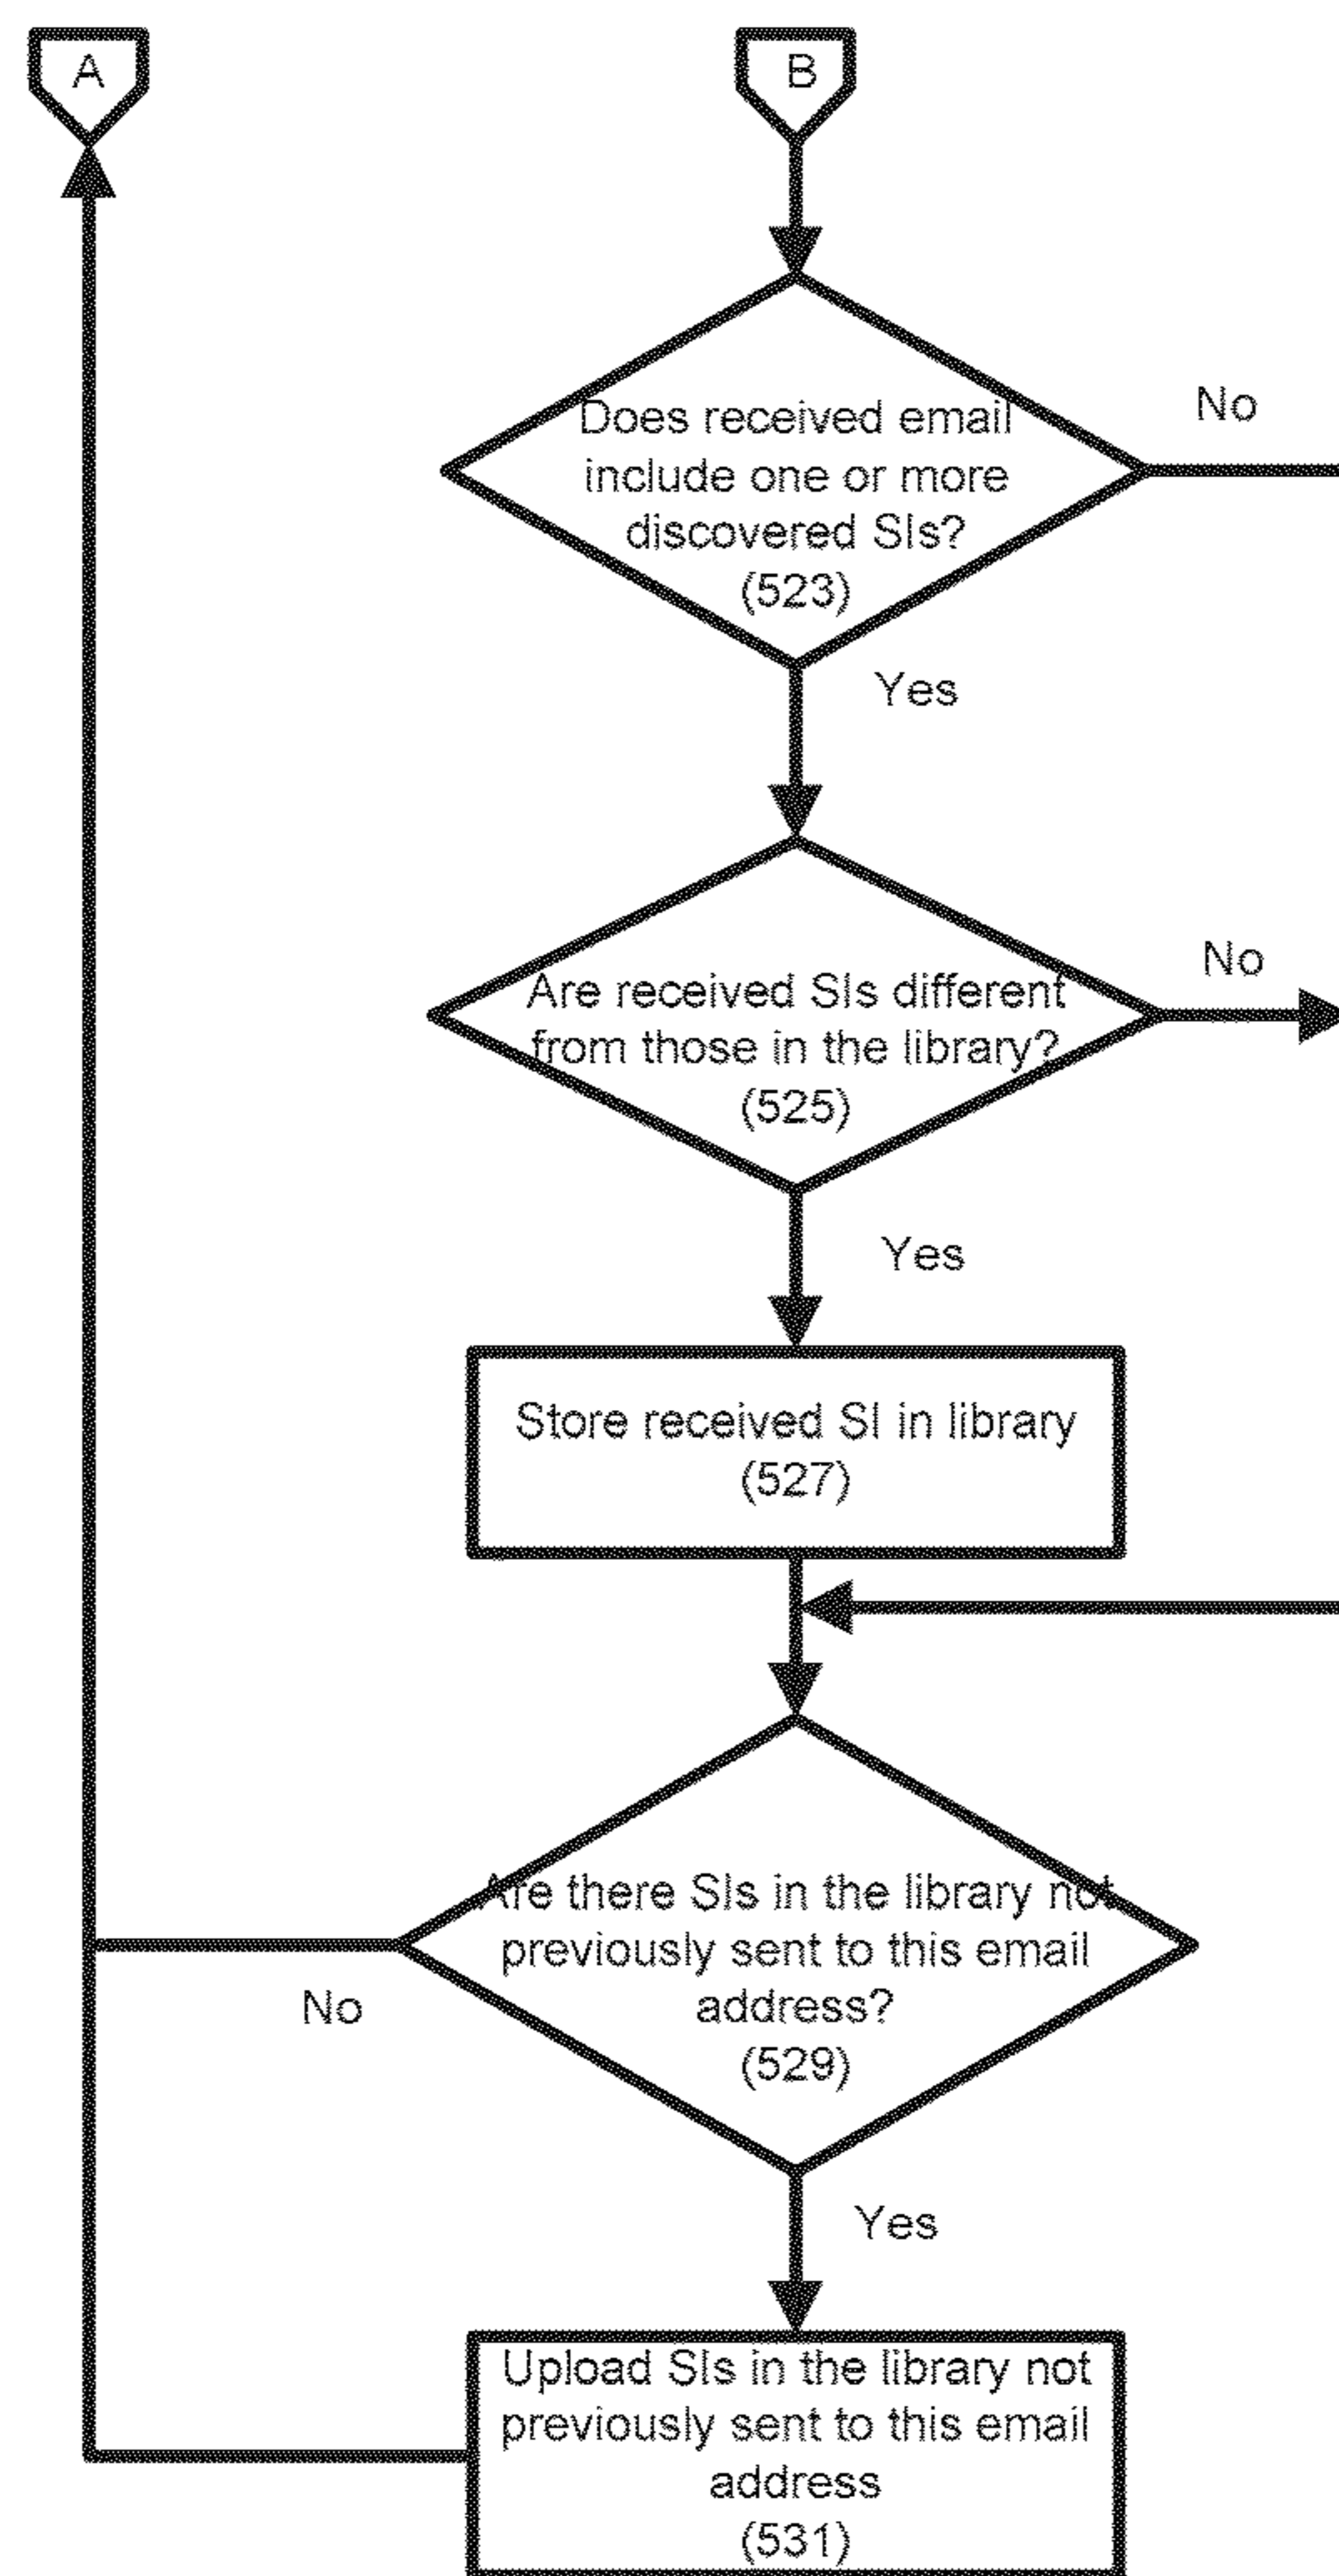 A
B
Does received email
include one or more
discovered SIs?
(523)
No
Yes
Are received SIs different
from those in the library?
(525)
No
Yes
Store received SI in library
(527)
Are there SIs in the library not
previously sent to this email
address?
(529)
No
Yes
Upload SIs in the library not
previously sent to this email
address
(531)